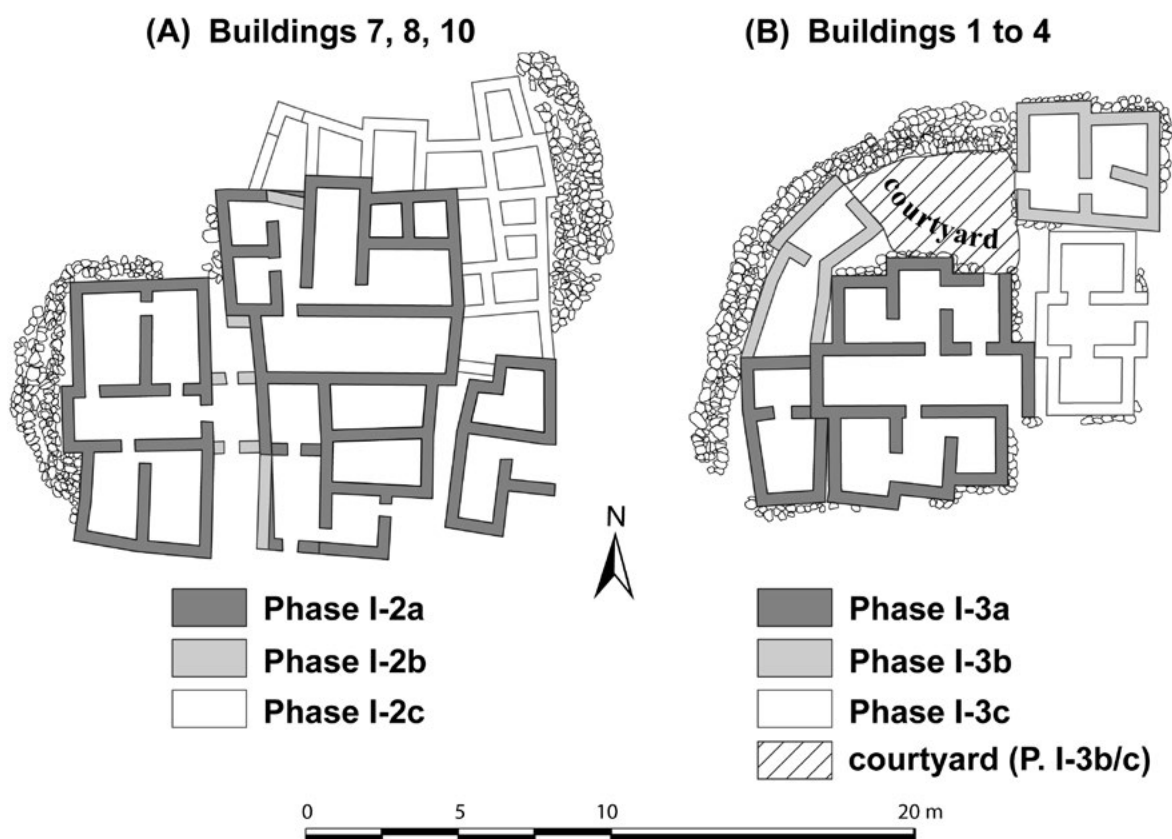 (A) Buildings 7, 8, 10
(B) Buildings 1 to 4
courtyard
N
Phase I-2a
Phase I-2b
Phase I-2c
Phase I-3a
Phase I-3b
Phase I-3c
courtyard (P. I-3b/c)
0 5 10 20 m